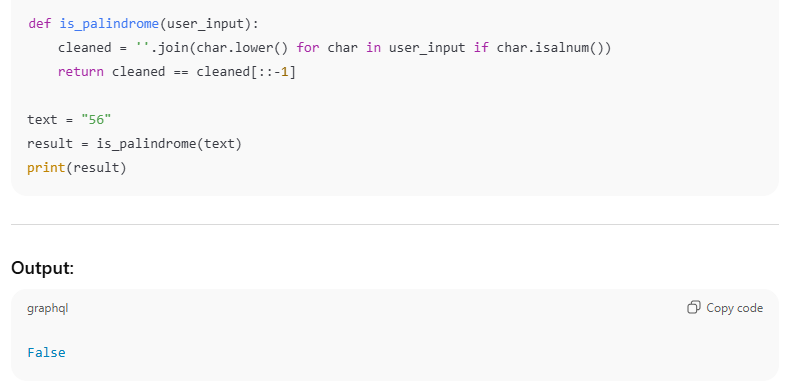 def is_palindrome(user_input):
    cleaned = ''.join(char.lower() for char in user_input if char.isalnum())
    return cleaned == cleaned[::-1]

text = "56"
result = is_palindrome(text)
print(result)
Output:
graphql
Copy code
False